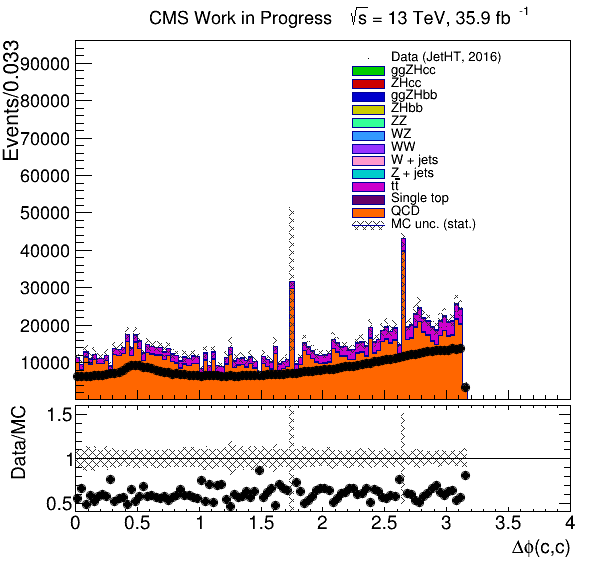 CMS Work in Progress √s = 13 TeV, 35.9 fb⁻¹
Events/0.033
90000
80000
70000
60000
50000
40000
30000
20000
10000
Data (JetHT, 2016)
ggZHcc
ZHcc
ggZHbb
ZHbb
ZZ
WZ
WW
W + jets
Z + jets
tt̅
Single top
QCD
MC unc. (stat.)
Data/MC
1.5
1
0.5
0 0.5 1 1.5 2 2.5 3 3.5 4
Δϕ(c,c)